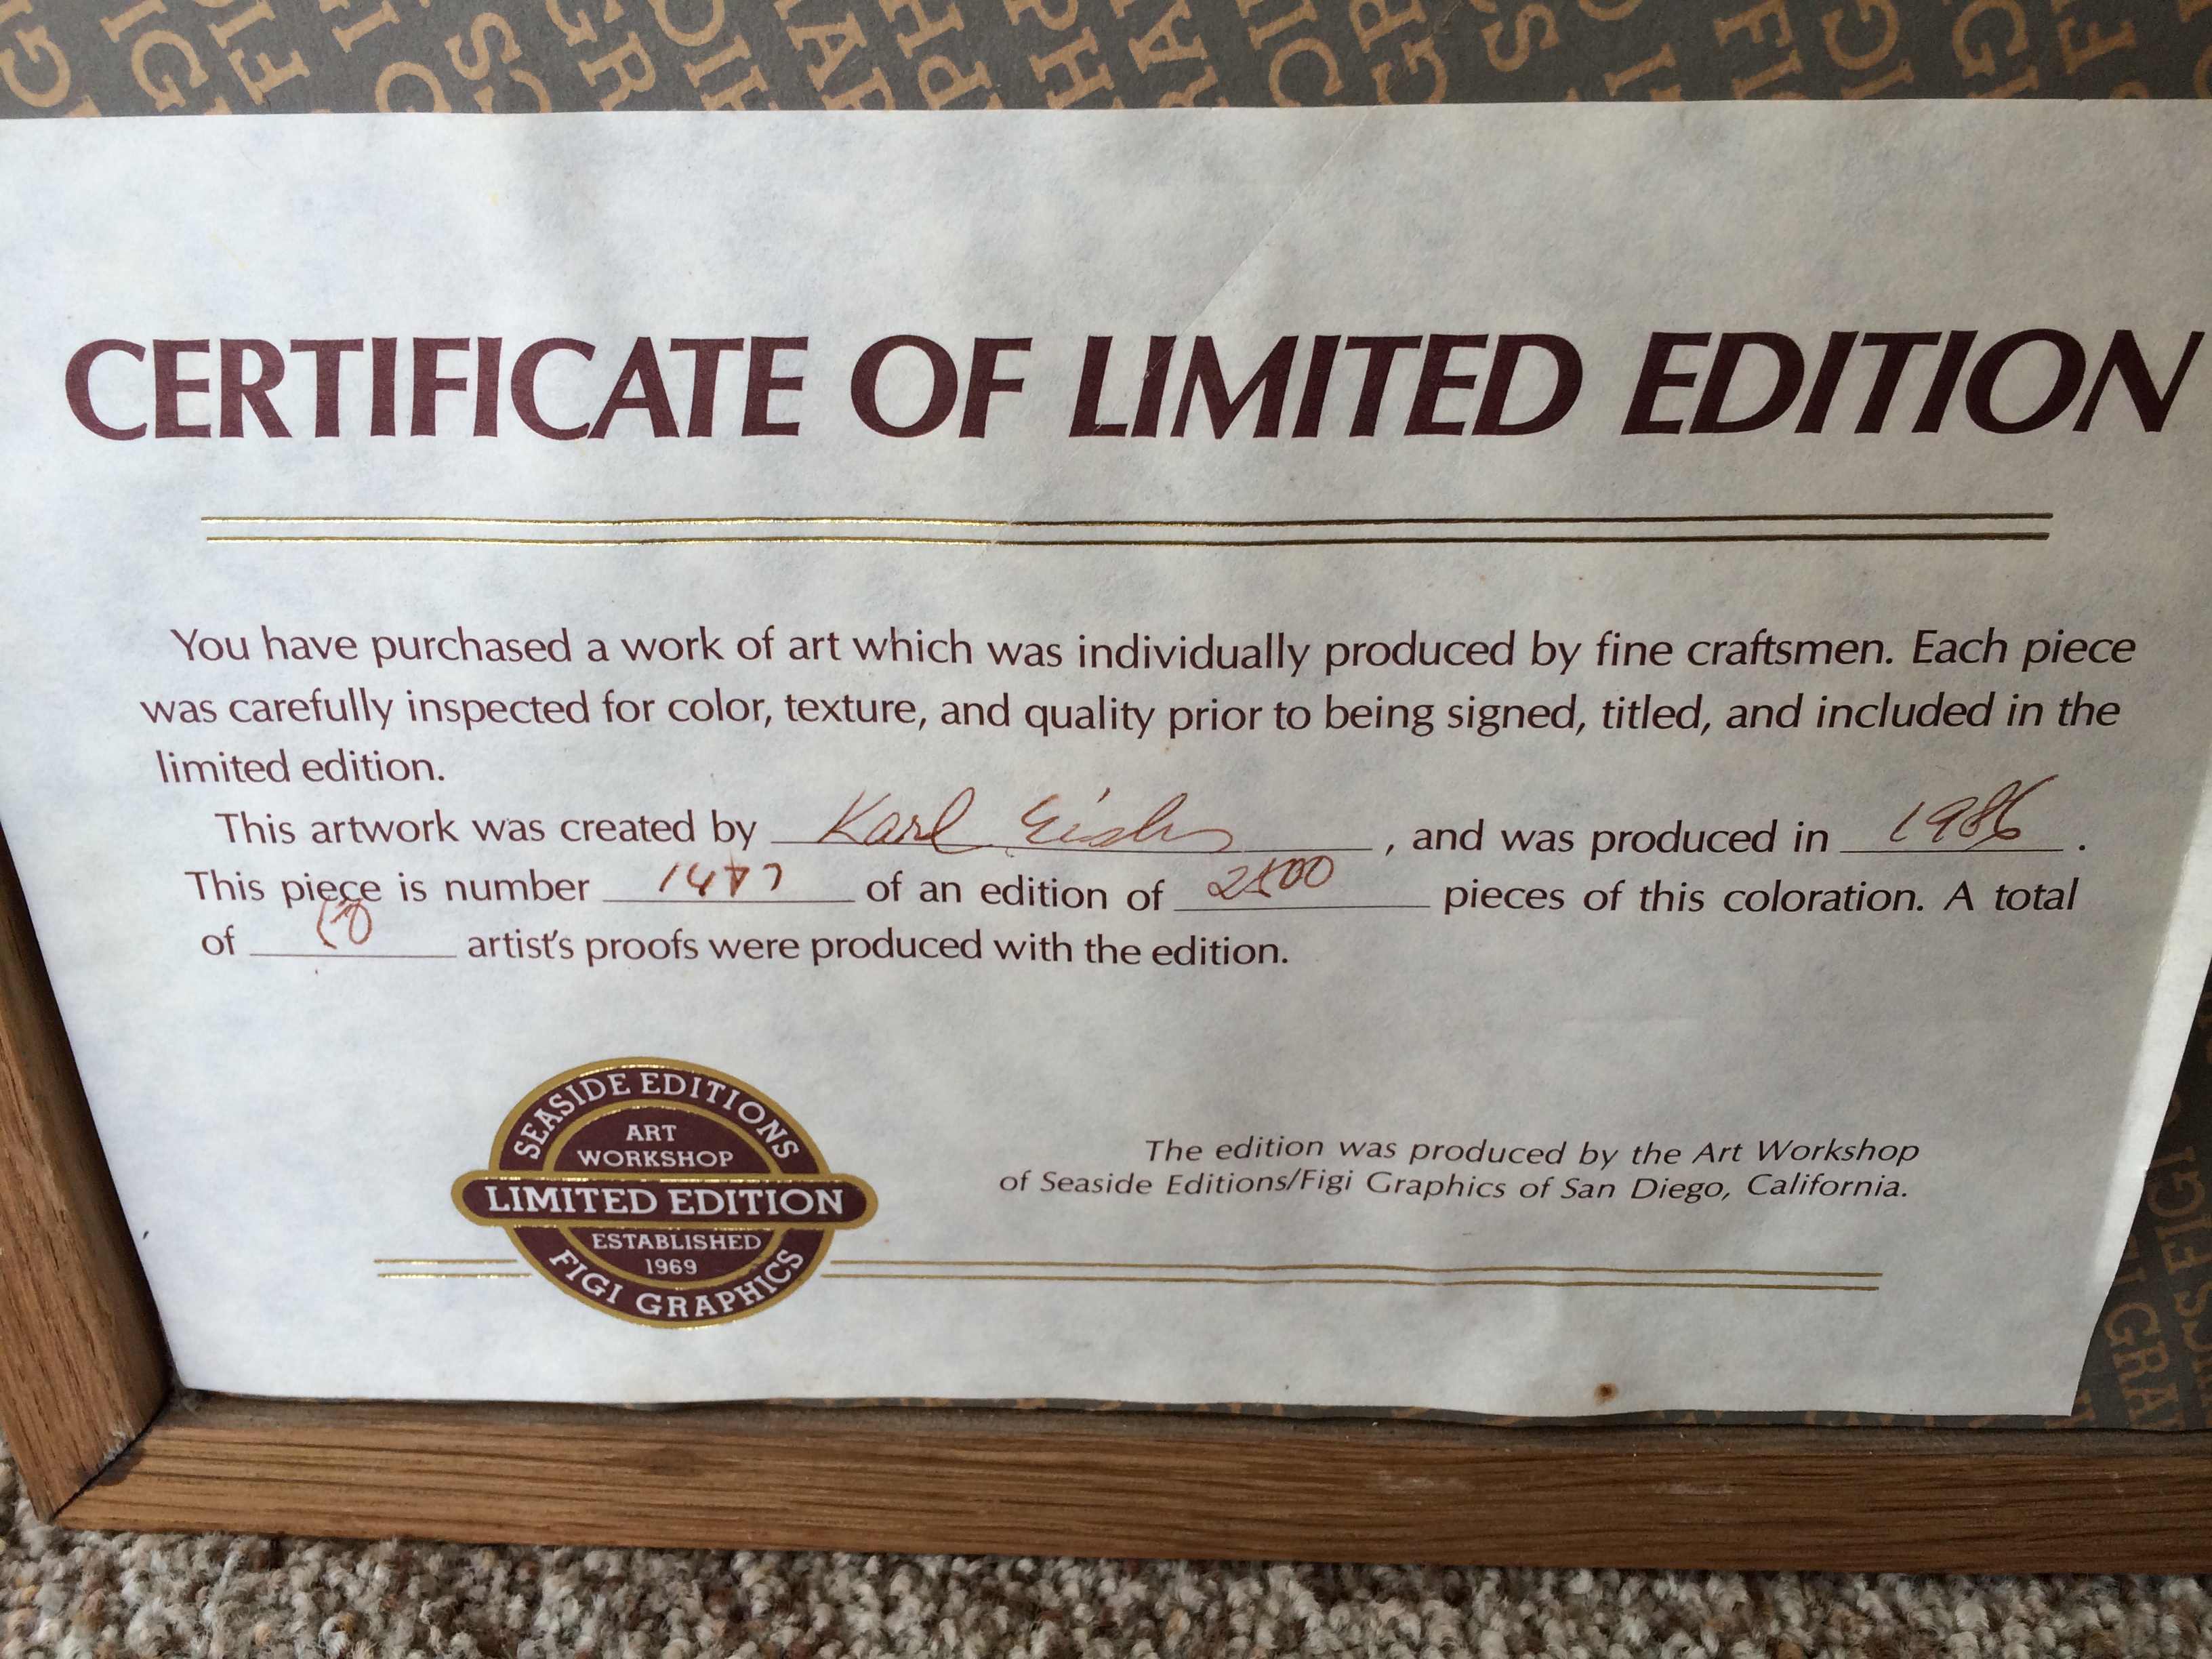 CERTIFICATE OF LIMITED EDITION
You have purchased a work of art which was individually produced by fine craftsmen. Each piece
was carefully inspected for color, texture, and quality prior to being signed, titled, and included in the
limited edition.
This artwork was created by Karl , and was produced in 1986 .
This piece is number of an edition of 2500 pieces of this coloration. A total
of artist's proofs were produced with the edition.
SEASIDE EDITIONS
ART
WORKSHOP
LIMITED EDITION
ESTABLISHED
1969
FIGI GRAPHICS
The edition was produced by the Art Workshop
of Seaside Editions/Figi Graphics of San Diego, California.